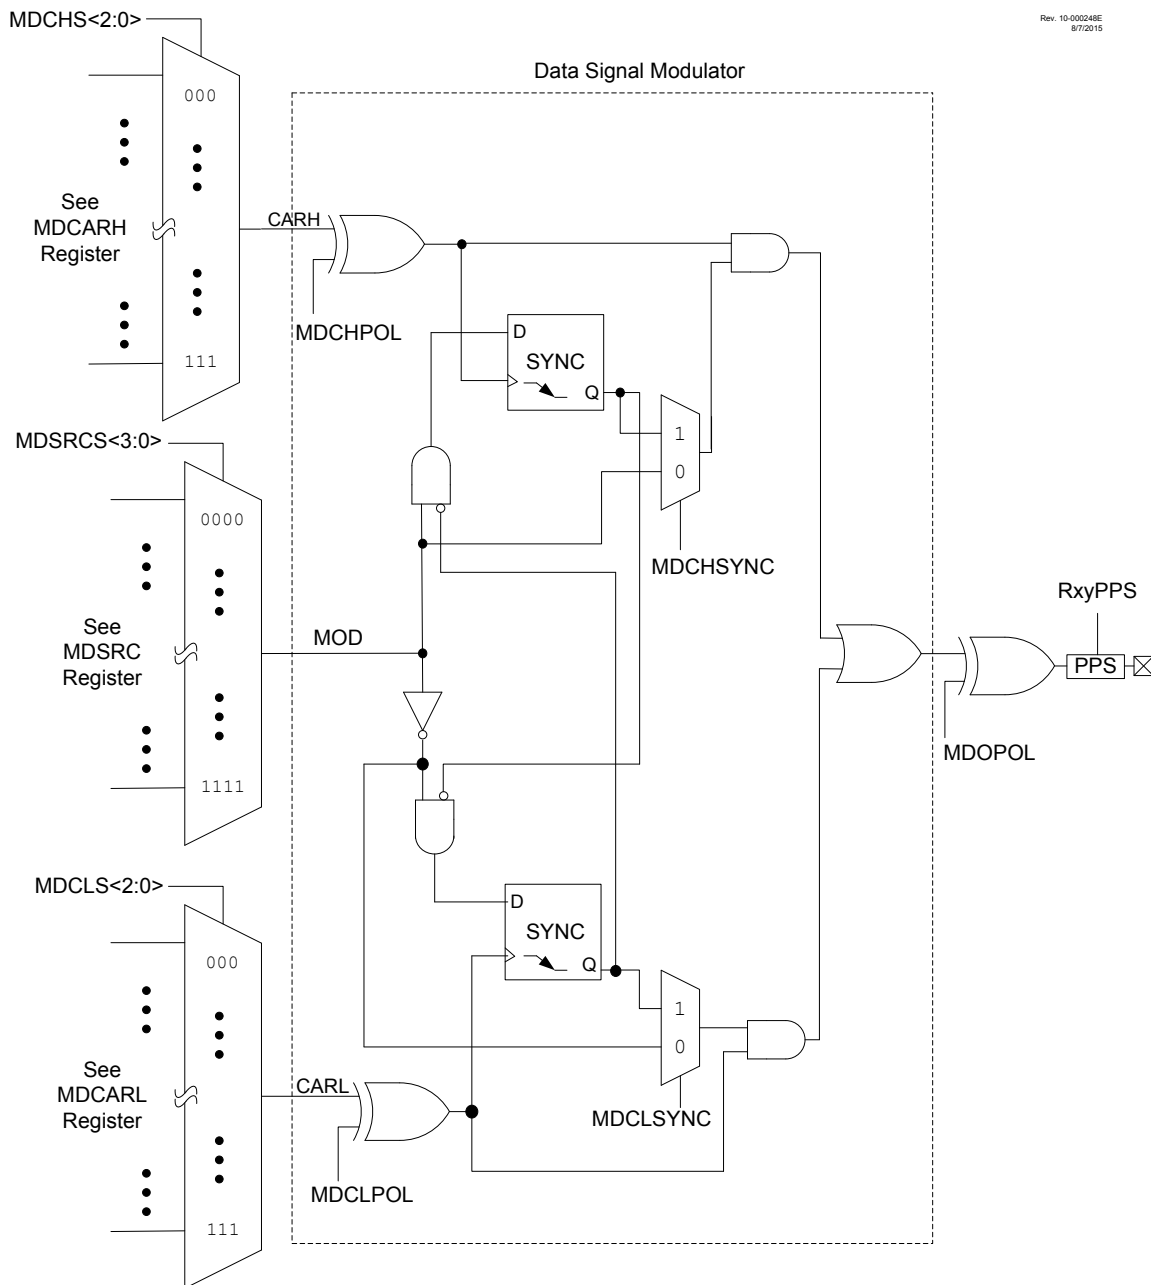 MDCHS<2:0>
Rev. 10-000248E
8/7/2015
Data Signal Modulator
000
See
MDCARH
Register
111
CARH
MDCHPOL
D
SYNC
Q
1
0
MDCHSYNC
MDSRCS<3:0>
0000
See
MDSRC
Register
1111
MOD
RxyPPS
PPS
MDOPOL
MDCLS<2:0>
000
See
MDCARL
Register
111
D
SYNC
Q
1
0
MDCLSYNC
CARL
MDCLPOL